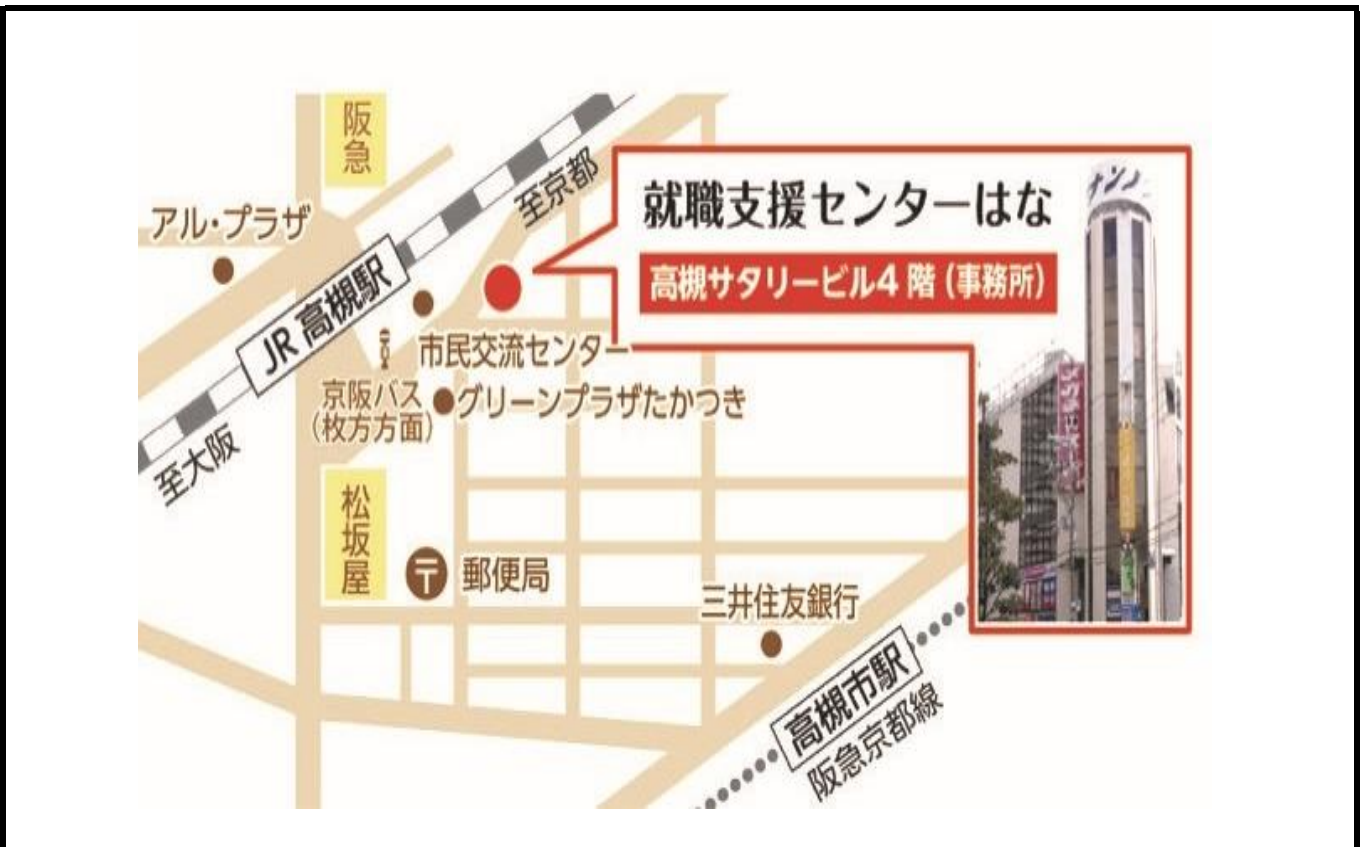 阪急
アル・プラザ
至京都
就職支援センターはな
高槻サタリービル4階(事務所)
JR高槻駅
市民交流センター
京阪バス
(枚方方面)
グリーンプラザたかつき
至大阪
松坂屋
〒
郵便局
三井住友銀行
高槻市駅
阪急京都線